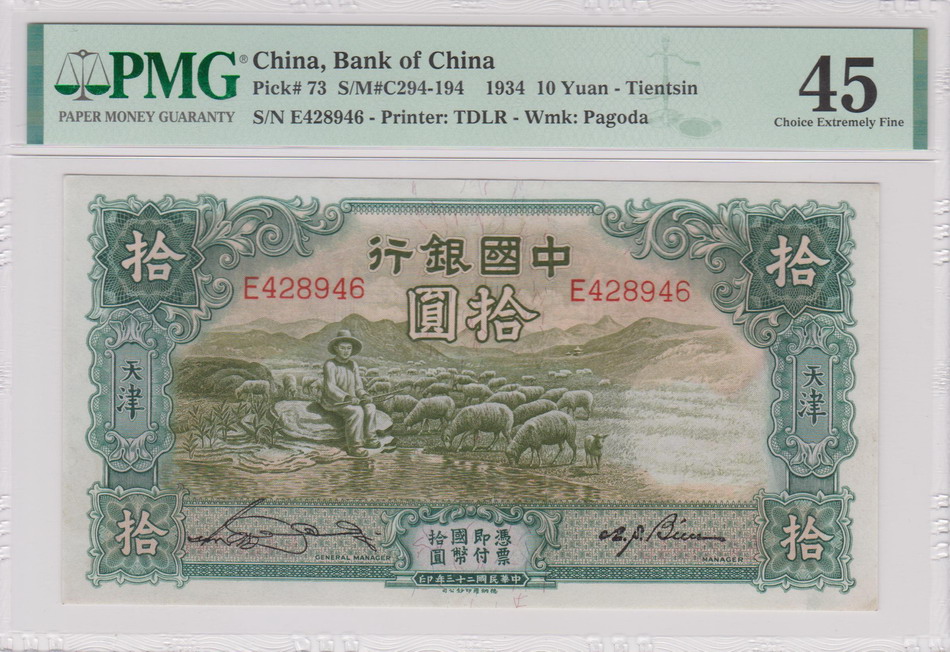 PMG®
PAPER MONEY GUARANTY
China, Bank of China
Pick# 73 S/M#C294-194 1934 10 Yuan - Tientsin
S/N E428946 - Printer: TDLR - Wmk: Pagoda
45
Choice Extremely Fine
拾
行銀國中
拾
E428946
E428946
圓拾
天津
天津
拾
憑票
即付
國幣
拾圓
拾
GENERAL MANAGER
MANAGER
印年三十二國民華中